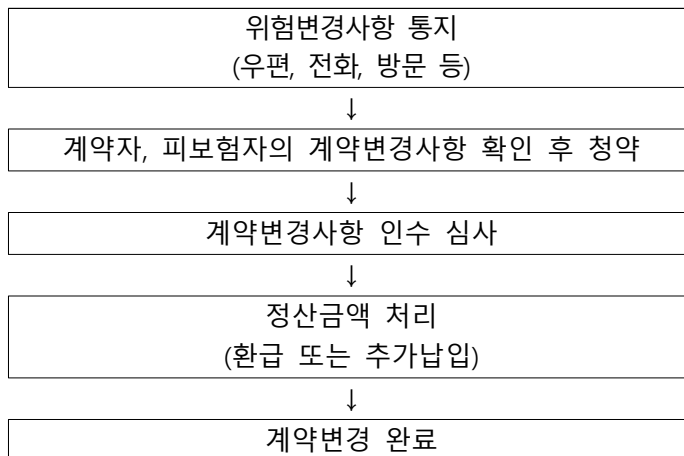 위험변경사항 통지
(우편, 전화, 방문 등)
↓
계약자, 피보험자의 계약변경사항 확인 후 청약
↓
계약변경사항 인수 심사
↓
정산금액 처리
(환급 또는 추가납입)
↓
계약변경 완료